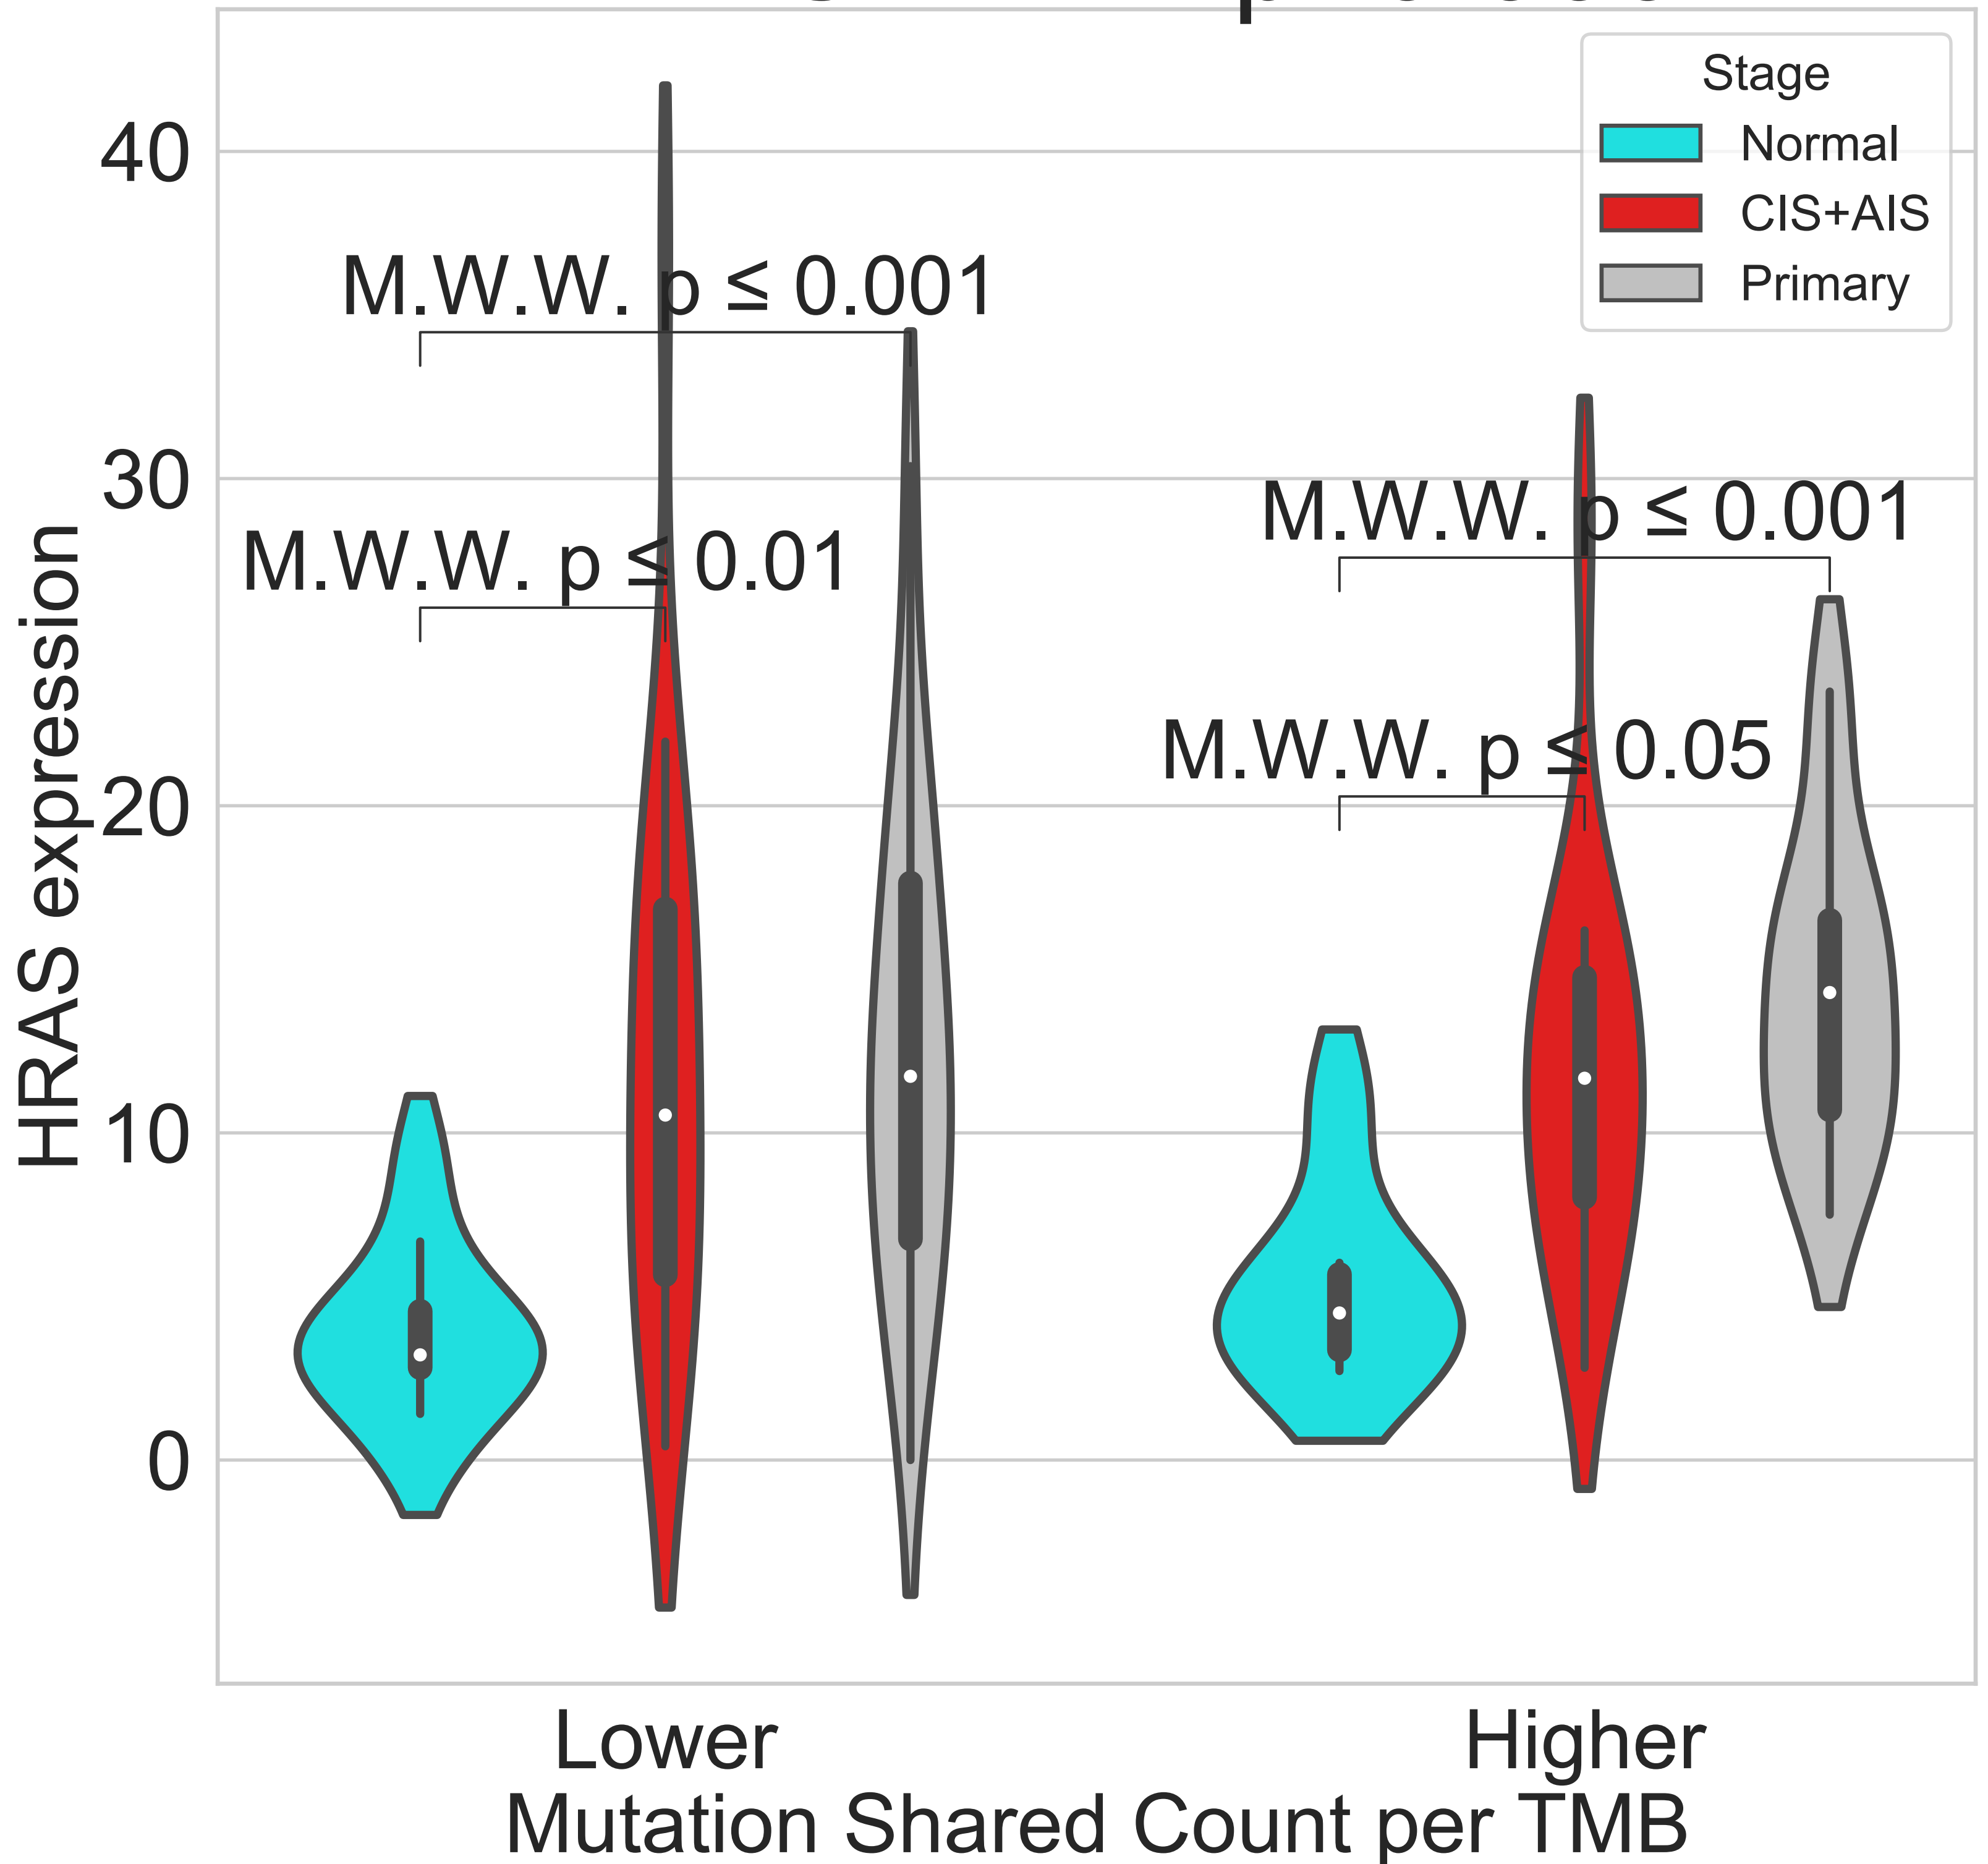 Stage
Normal
CIS+AIS
Primary
M.W.W. p ≤ 0.001
M.W.W. p ≤ 0.01
M.W.W. p ≤ 0.001
M.W.W. p ≤ 0.05
HRAS expression
40
30
20
10
0
Lower
Higher
Mutation Shared Count per TMB